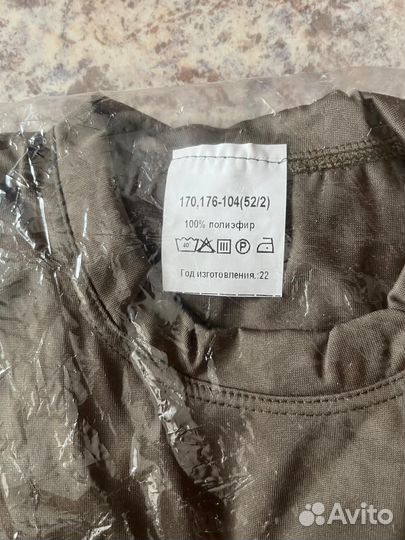 170,176-104(52/2)
100% полиэфир
40 P
Год изготовления.:22
Avito